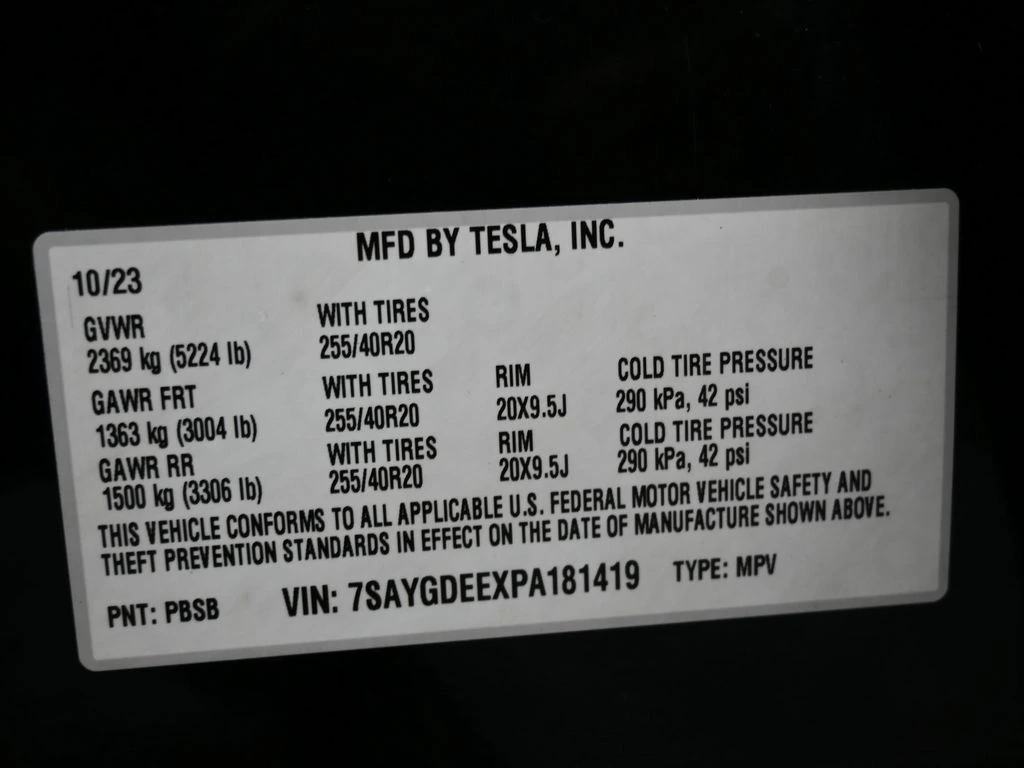 MFD BY TESLA, INC.
10/23
GVWR WITH TIRES
2369 kg (5224 lb) 255/40R20
GAWR FRT WITH TIRES RIM COLD TIRE PRESSURE
1363 kg (3004 lb) 255/40R20 20X9.5J 290 kPa, 42 psi
GAWR RR WITH TIRES RIM COLD TIRE PRESSURE
1500 kg (3306 lb) 255/40R20 20X9.5J 290 kPa, 42 psi
THIS VEHICLE CONFORMS TO ALL APPLICABLE U.S. FEDERAL MOTOR VEHICLE SAFETY AND
THEFT PREVENTION STANDARDS IN EFFECT ON THE DATE OF MANUFACTURE SHOWN ABOVE.
PNT: PBSB VIN: 7SAYGDEEXPA181419 TYPE: MPV